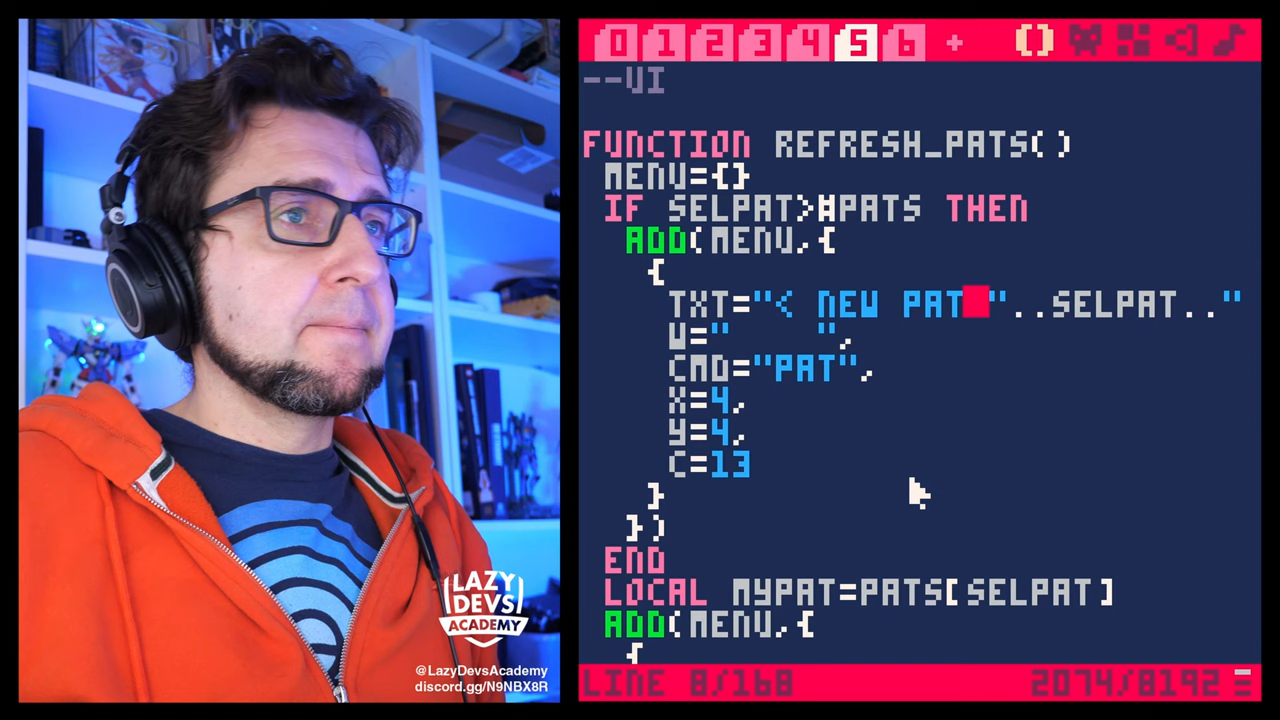 LAZY
DEVS
ACADEMY
@LazyDevsAcademy
discord.gg/N9NBX8R
0 1 2 3 4 5 6 + ()
--UI
FUNCTION REFRESH_PATS()
MENU={}
IF SELPAT>#PATS THEN
ADD(MENU,{
{
TXT="< NEW PAT "..SELPAT.."
W="    ",
CMD="PAT",
X=4,
Y=4,
C=13
}
})
END
LOCAL MYPAT=PATS[SELPAT]
ADD(MENU,{
{
LINE 8/168
2074/8192